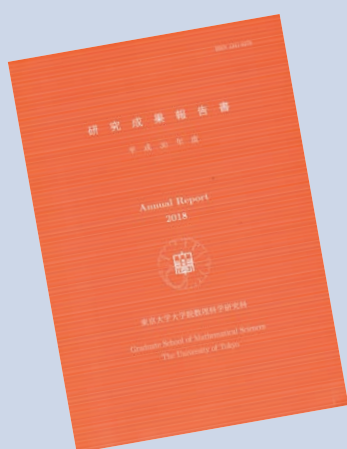 研究成果報告書
平成30年度
Annual Report
2018
東京大学大学院数理科学研究科
Graduate School of Mathematical Sciences
The University of Tokyo